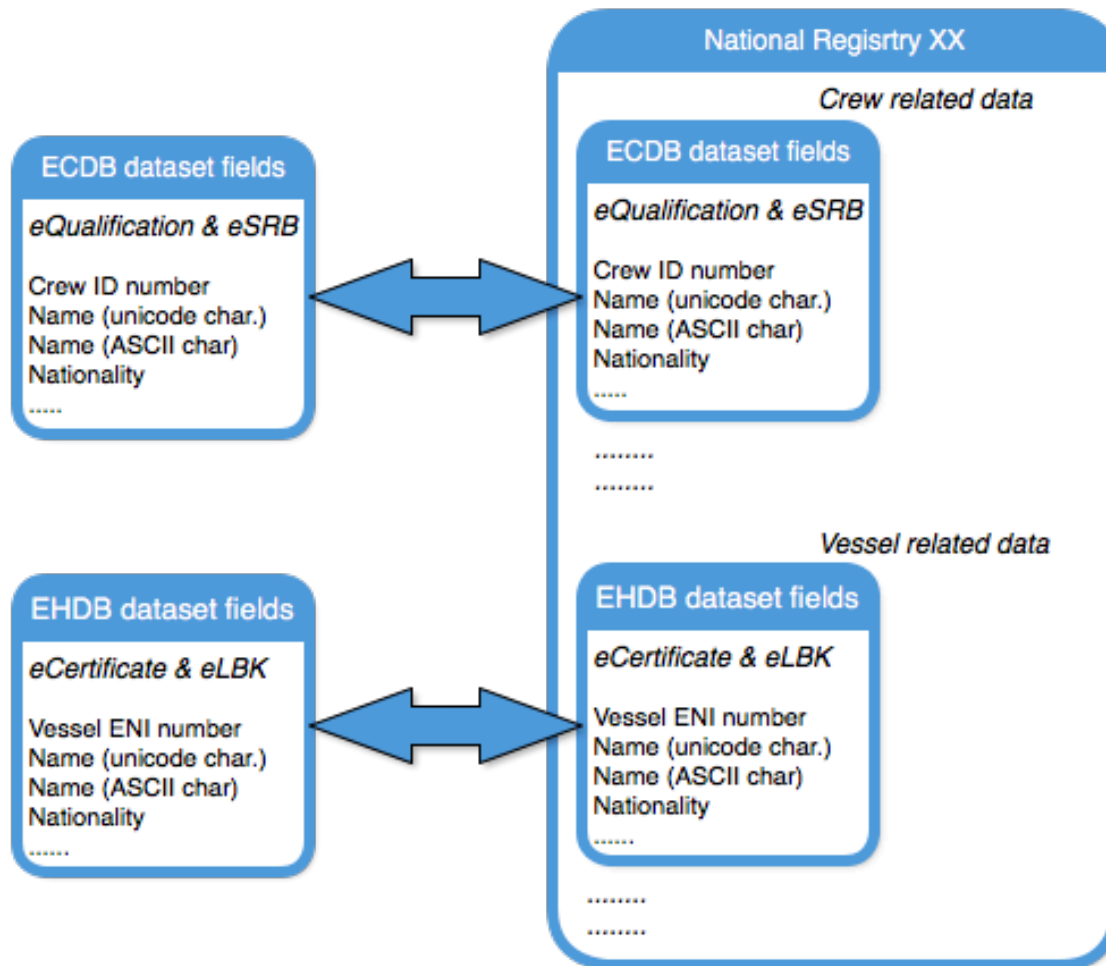 National Regisrtry XX
Crew related data
ECDB dataset fields
eQualification & eSRB
Crew ID number
Name (unicode char.)
Name (ASCII char)
Nationality
.....
ECDB dataset fields
eQualification & eSRB
Crew ID number
Name (unicode char.)
Name (ASCII char)
Nationality
.....
........
........
Vessel related data
EHDB dataset fields
eCertificate & eLBK
Vessel ENI number
Name (unicode char.)
Name (ASCII char)
Nationality
......
EHDB dataset fields
eCertificate & eLBK
Vessel ENI number
Name (unicode char.)
Name (ASCII char)
Nationality
......
........
........